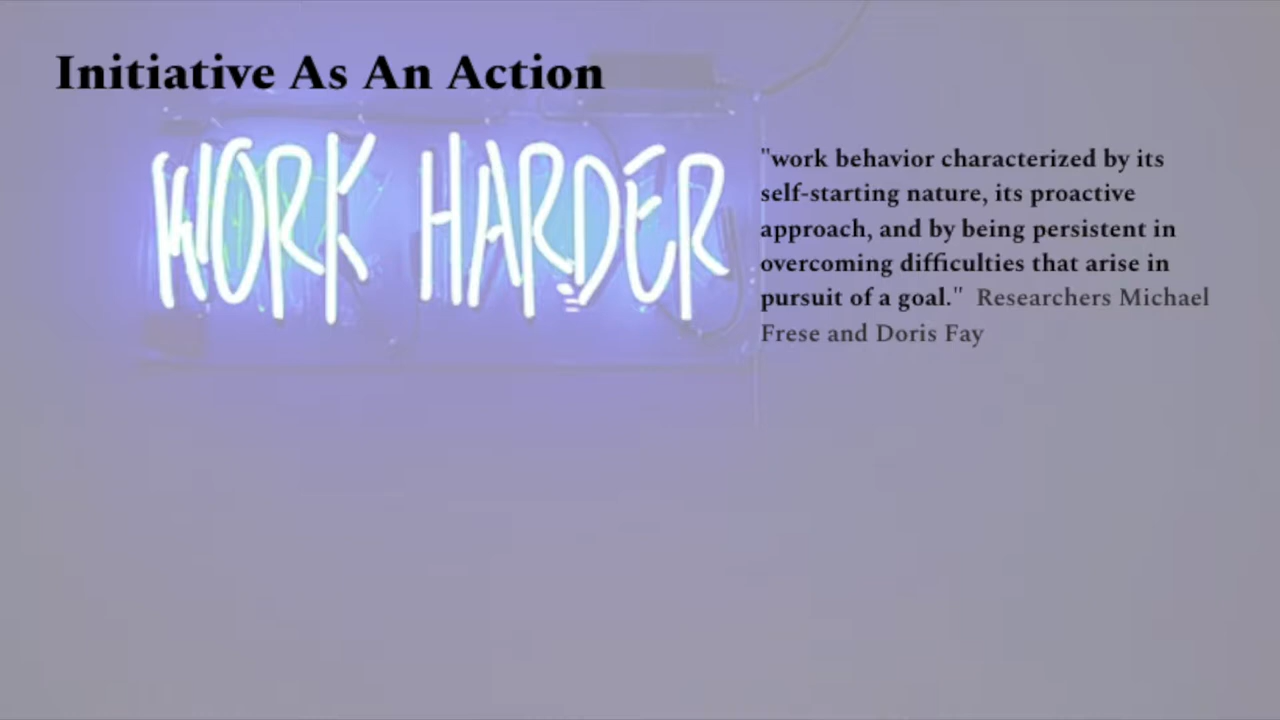 Initiative As An Action
WORK HARDER
"work behavior characterized by its
self-starting nature, its proactive
approach, and by being persistent in
overcoming difficulties that arise in
pursuit of a goal." Researchers Michael
Frese and Doris Fay